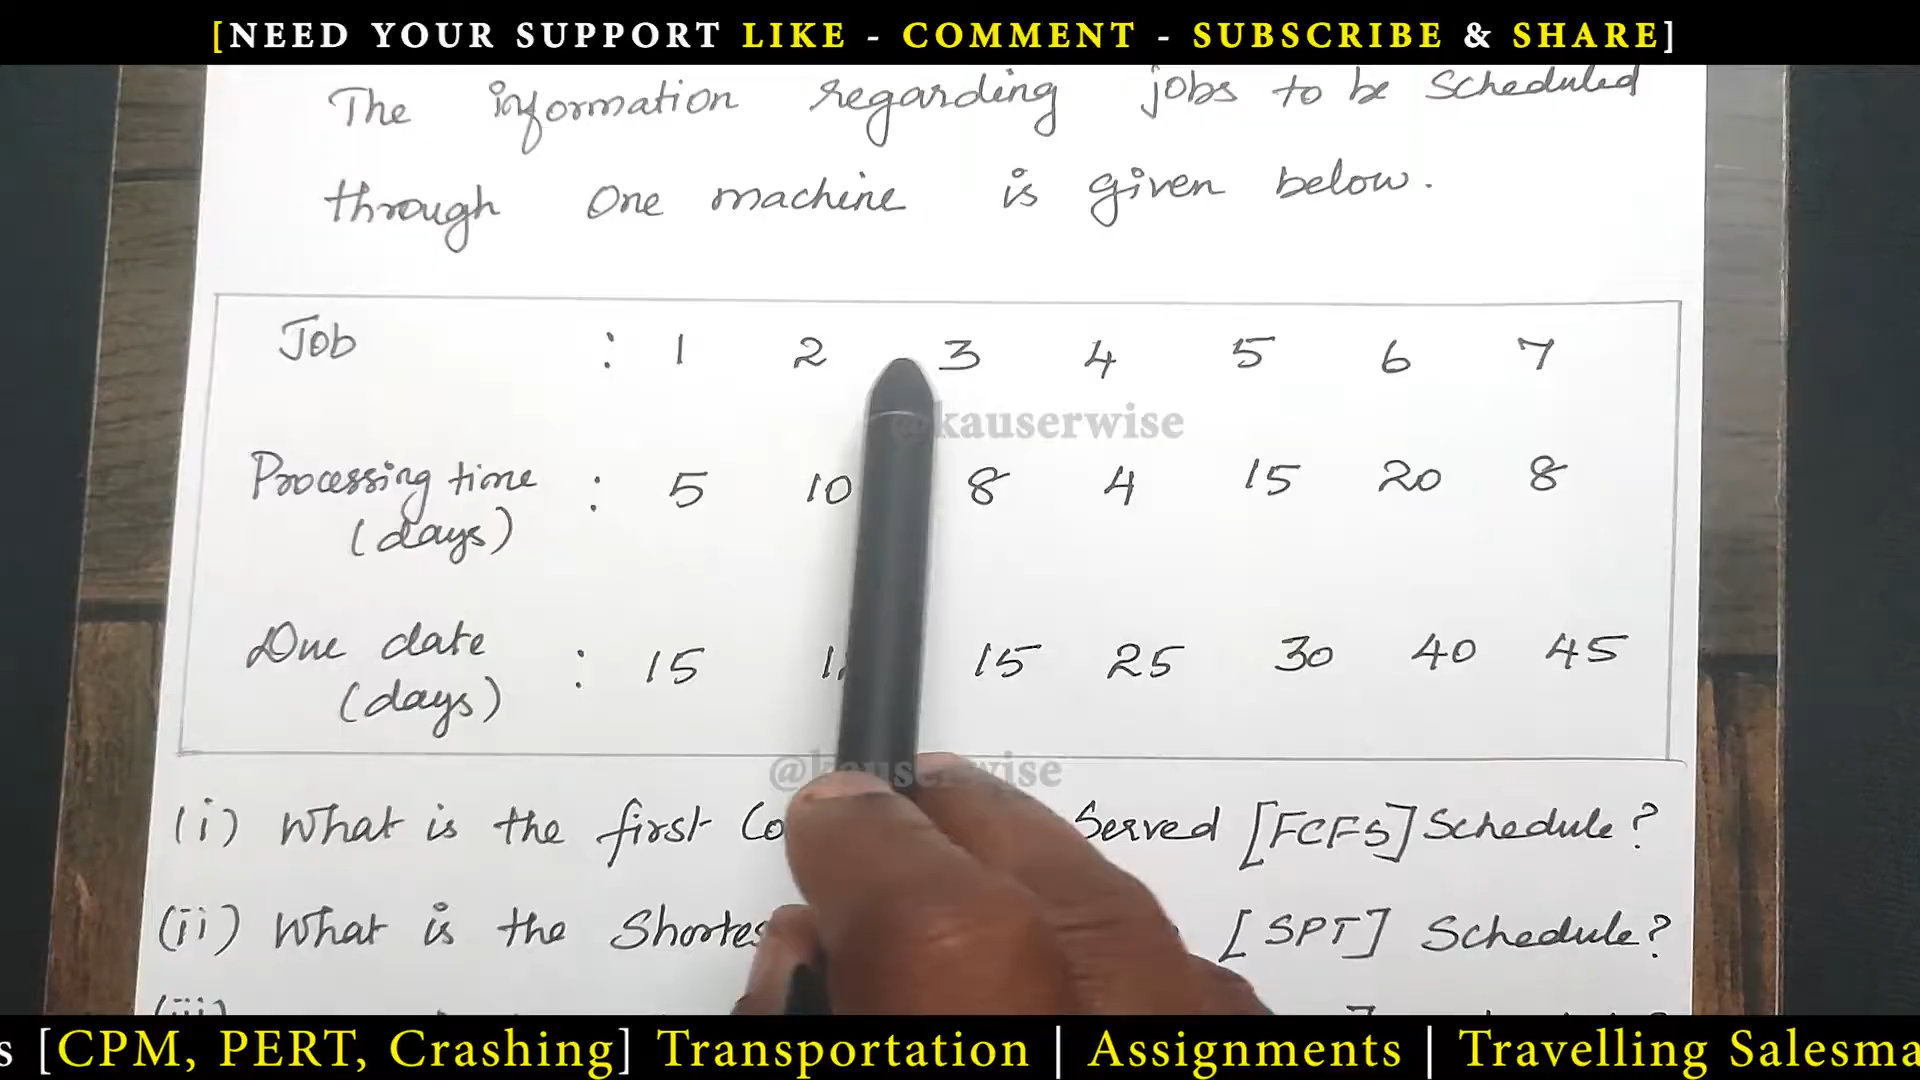 [NEED YOUR SUPPORT LIKE - COMMENT - SUBSCRIBE & SHARE]
The information regarding jobs to be scheduled
through one machine is given below.
Job : 1 2 3 4 5 6 7
@kauserwise
Processing time : 5 10 8 4 15 20 8
(days)
Due date : 15 15 25 30 40 45
(days)
@kauserwise
(i) What is the first Served [FCFS] Schedule?
(ii) What is the [SPT] Schedule?
[CPM, PERT, Crashing] Transportation | Assignments | Travelling